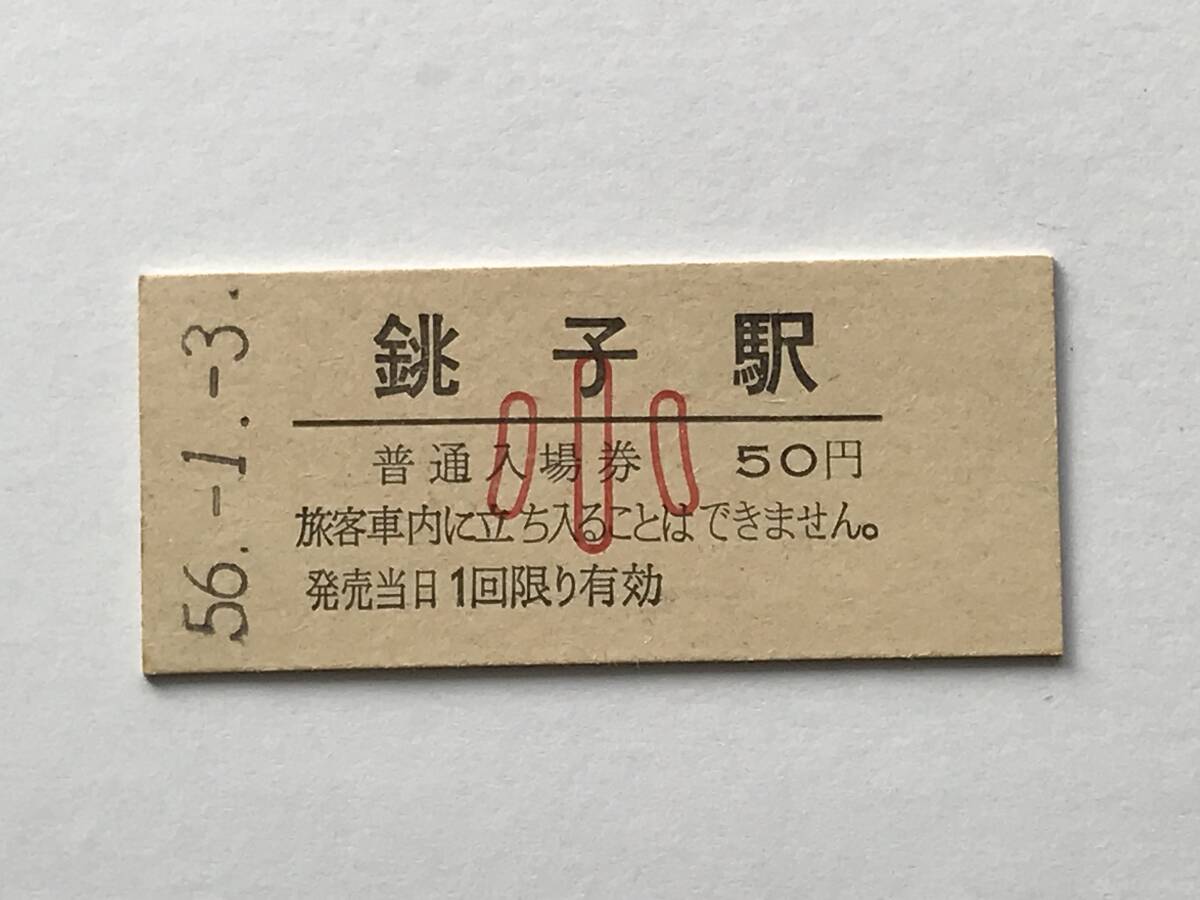 56.-1.-3.
銚子駅
小
普通入場券 50円
旅客車内に立ち入ることはできません。
発売当日1回限り有効